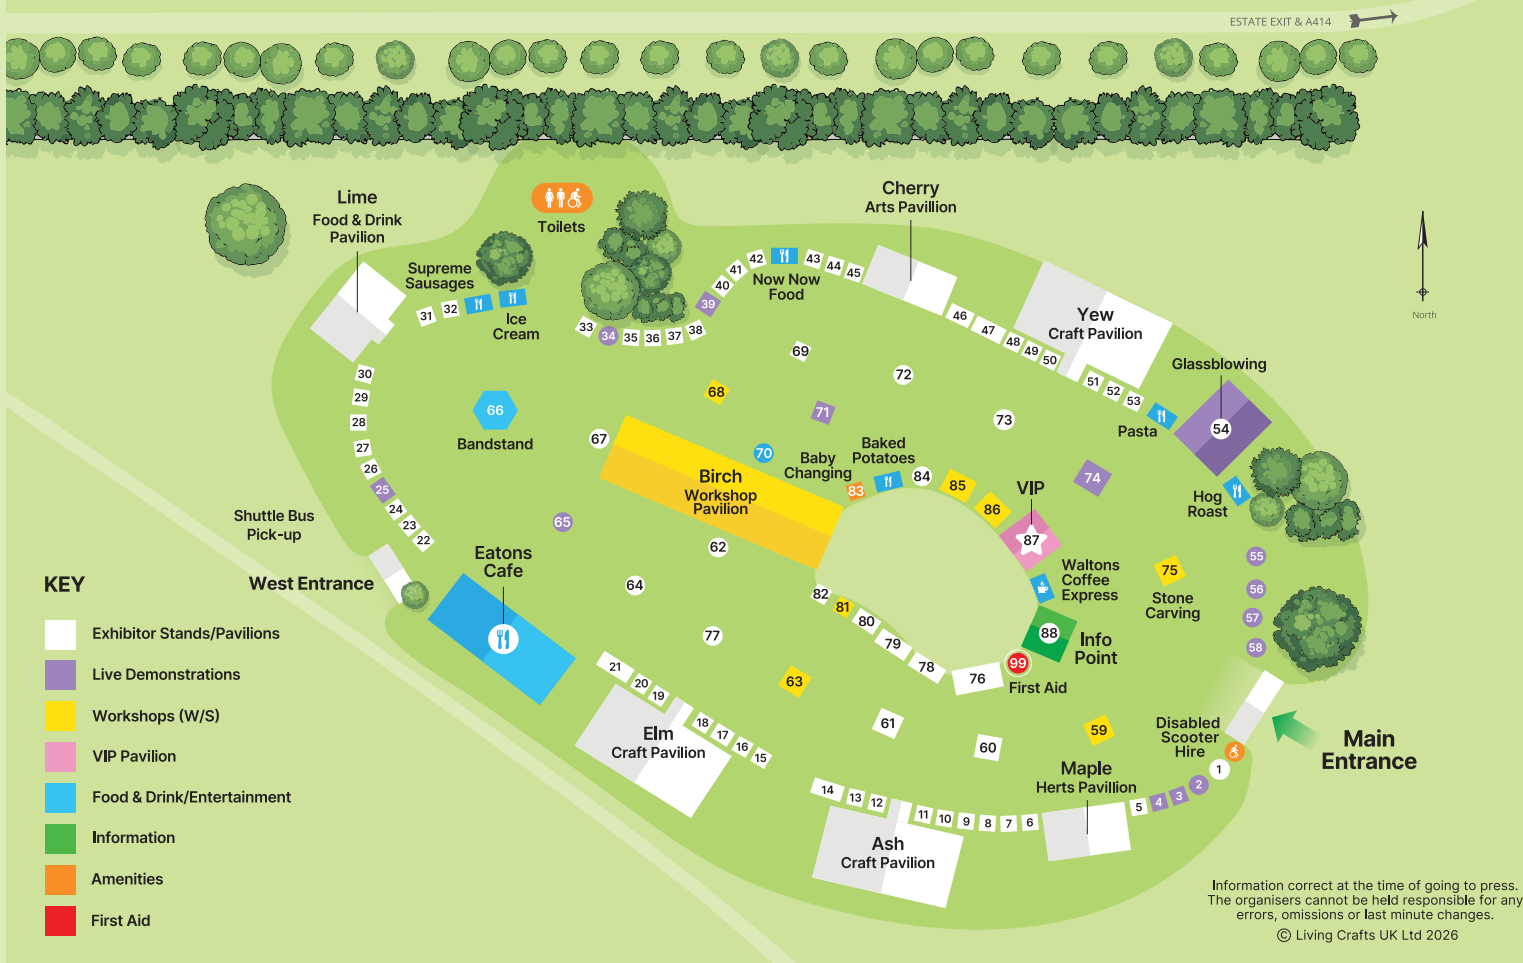 ESTATE EXIT & A414
Lime
Food & Drink
Pavilion
Toilets
Cherry
Arts Pavillion
Supreme
Sausages
Ice
Cream
31
32
33
34
35
36
37
38
39
40
41
42
43
44
45
Now Now
Food
46
47
48
49
50
Yew
Craft Pavilion
51
52
53
Pasta
Glassblowing
54
North
30
29
28
27
26
25
24
23
22
66
Bandstand
67
68
69
70
71
72
73
74
Birch
Workshop
Pavilion
Baby
Changing
83
Baked
Potatoes
84
85
86
VIP
87
Hog
Roast
Shuttle Bus
Pick-up
West Entrance
Eatons
Cafe
65
62
64
77
63
82
81
80
79
78
76
Waltons
Coffee
Express
88
Info
Point
99
First Aid
75
Stone
Carving
55
56
57
58
KEY
Exhibitor Stands/Pavilions
Live Demonstrations
Workshops (W/S)
VIP Pavilion
Food & Drink/Entertainment
Information
Amenities
First Aid
21
20
19
18
17
16
15
Elm
Craft Pavilion
61
60
59
Disabled
Scooter
Hire
Main
Entrance
Maple
Herts Pavillion
1
2
3
4
5
6
7
8
9
10
11
12
13
14
Ash
Craft Pavilion
Information correct at the time of going to press.
The organisers cannot be held responsible for any
errors, omissions or last minute changes.
© Living Crafts UK Ltd 2026